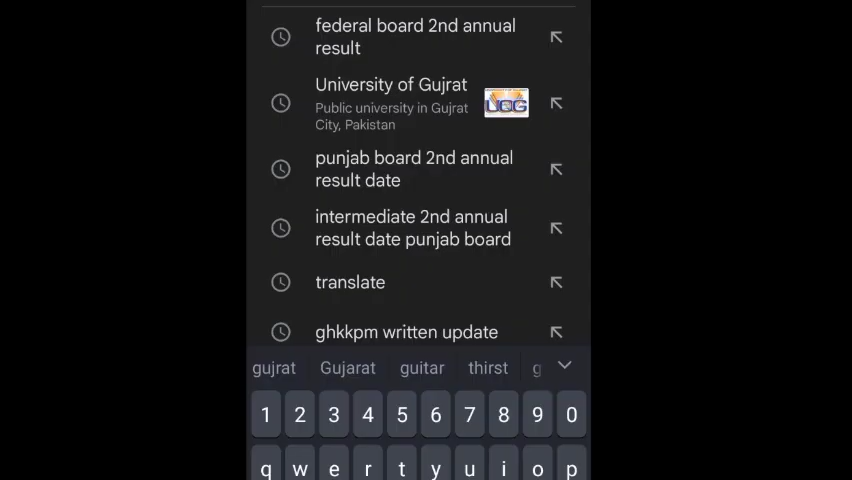 federal board 2nd annual
result
University of Gujrat
Public university in Gujrat
City, Pakistan
UOG
punjab board 2nd annual
result date
intermediate 2nd annual
result date punjab board
translate
ghkkpm written update
gujrat Gujarat guitar thirst g
1 2 3 4 5 6 7 8 9 0
q w e r t y u i o p